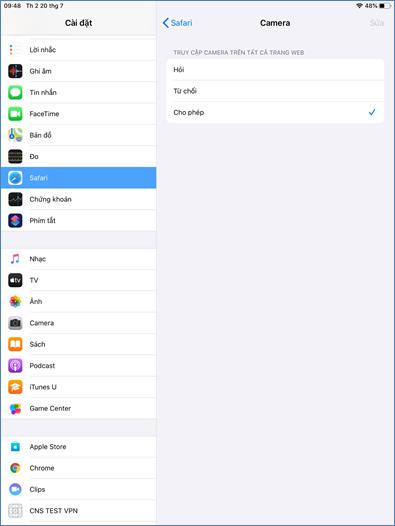 09:48 Th 2 20 thg 7
48%
Cài đặt
Safari
Camera
Sửa
Lời nhắc
Ghi âm
Tin nhắn
FaceTime
Bản đồ
Đo
Safari
Chứng khoán
Phím tắt
Nhạc
tv
TV
Ảnh
Camera
Sách
Podcast
iTunes U
Game Center
Apple Store
Chrome
Clips
CNS TEST VPN
TRUY CẬP CAMERA TRÊN TẤT CẢ TRANG WEB
Hỏi
Từ chối
Cho phép